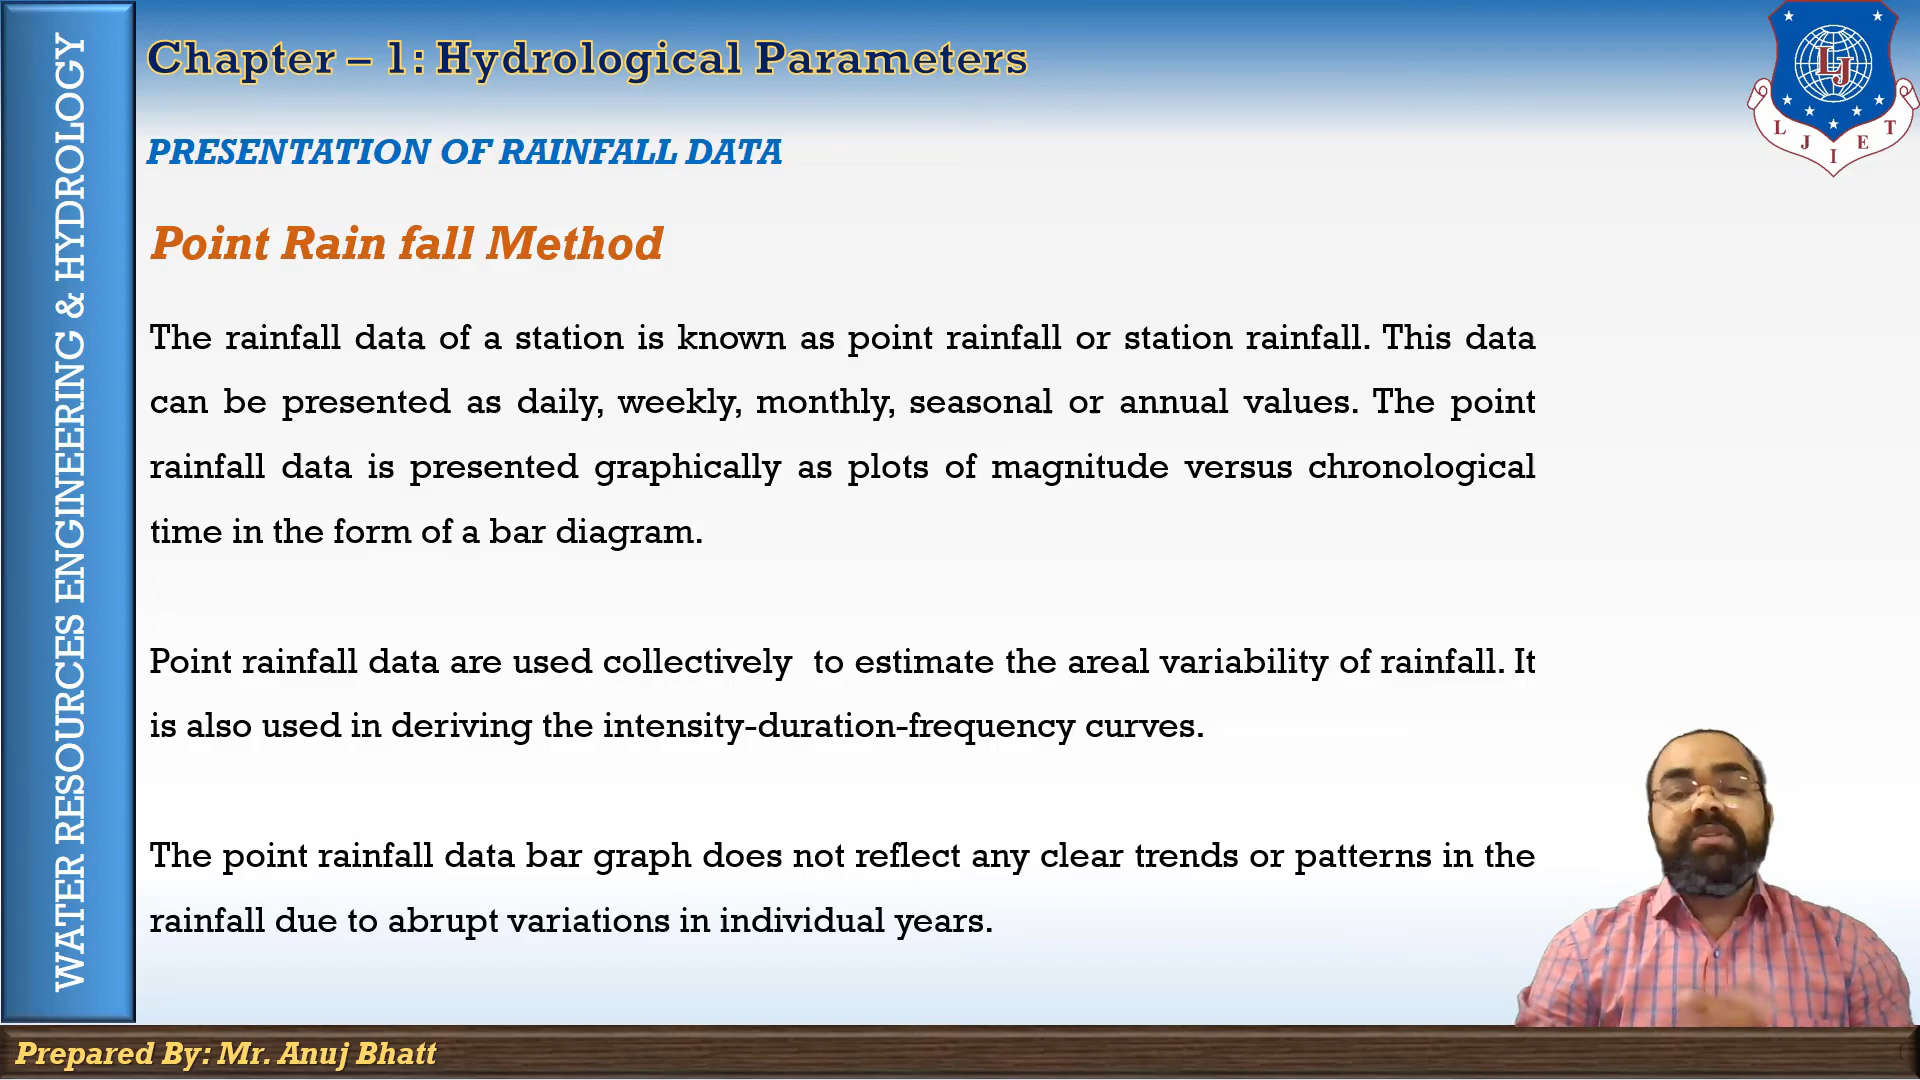 WATER RESOURCES ENGINEERING & HYDROLOGY
Chapter – 1: Hydrological Parameters
LJ
L J I E T
PRESENTATION OF RAINFALL DATA
Point Rain fall Method
The rainfall data of a station is known as point rainfall or station rainfall. This data
can be presented as daily, weekly, monthly, seasonal or annual values. The point
rainfall data is presented graphically as plots of magnitude versus chronological
time in the form of a bar diagram.
Point rainfall data are used collectively to estimate the areal variability of rainfall. It
is also used in deriving the intensity-duration-frequency curves.
The point rainfall data bar graph does not reflect any clear trends or patterns in the
rainfall due to abrupt variations in individual years.
Prepared By: Mr. Anuj Bhatt